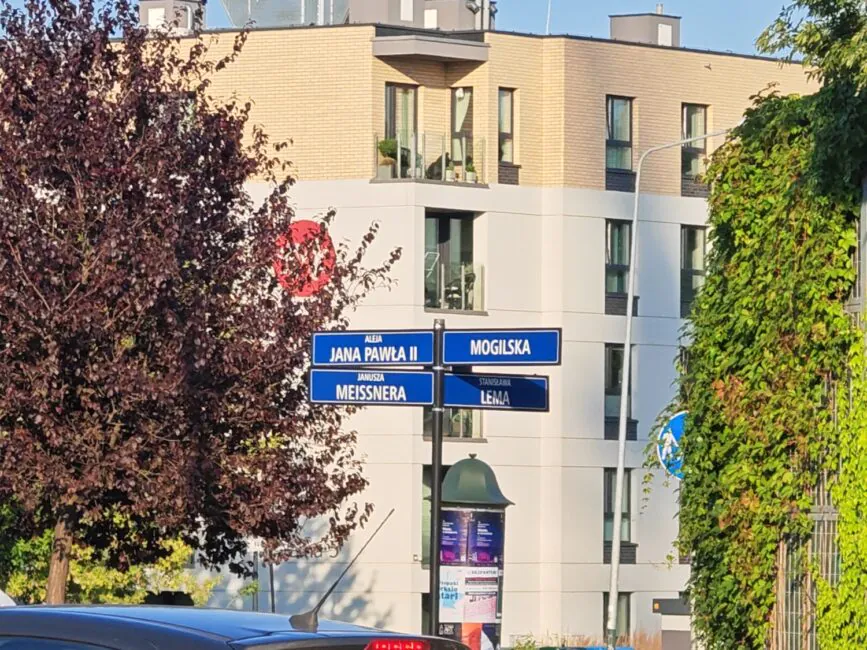 ALEJA
JANA PAWŁA II
MOGILSKA
JANUSZA
MEISSNERA
STANISŁAWA
LEMA